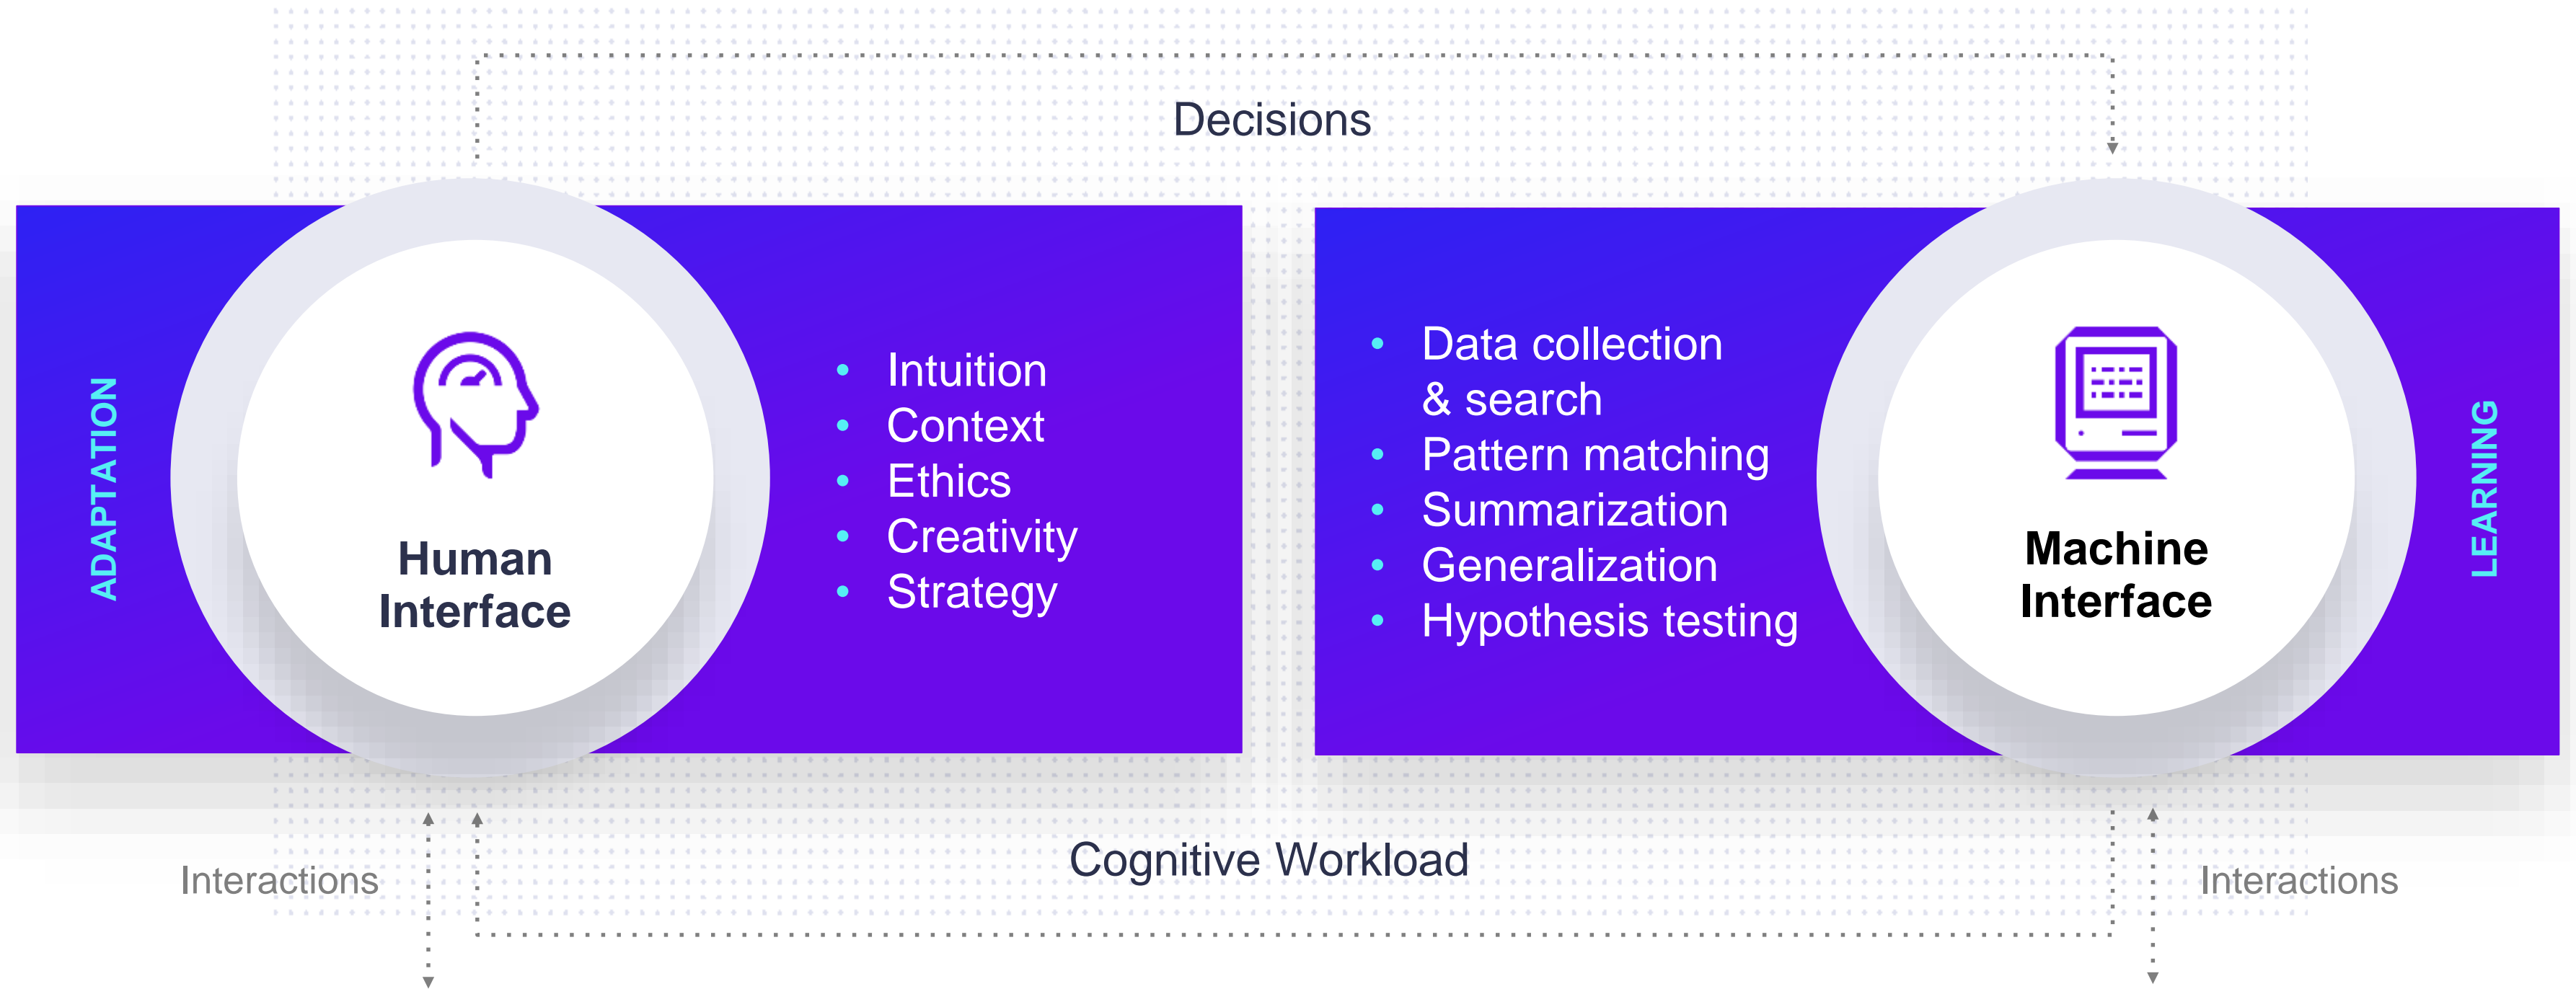 Decisions
ADAPTATION
Human
Interface
• Intuition
• Context
• Ethics
• Creativity
• Strategy
• Data collection
& search
• Pattern matching
• Summarization
• Generalization
• Hypothesis testing
Machine
Interface
LEARNING
Interactions
Cognitive Workload
Interactions